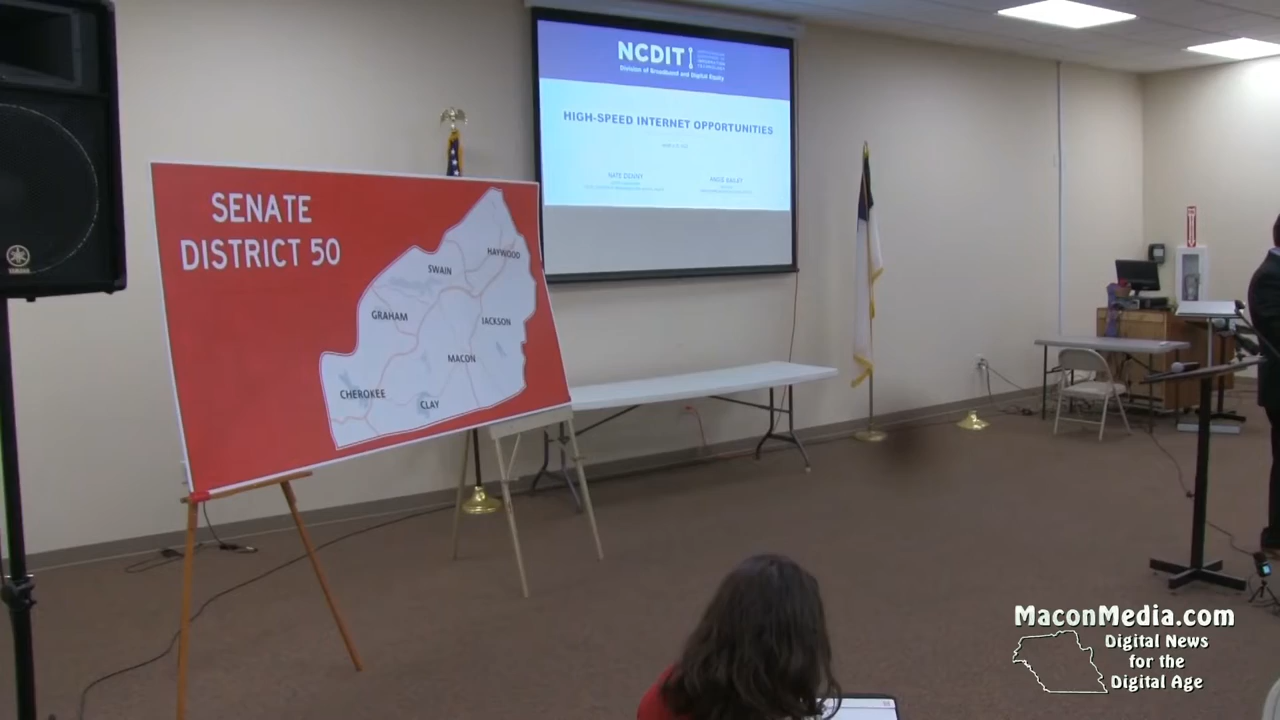 NCDIT
Division of Broadband and Digital Equity
HIGH-SPEED INTERNET OPPORTUNITIES
SENATE
DISTRICT 50
HAYWOOD
SWAIN
GRAHAM
JACKSON
MACON
CHEROKEE
CLAY
YAMAHA
MaconMedia.com
Digital News
for the
Digital Age